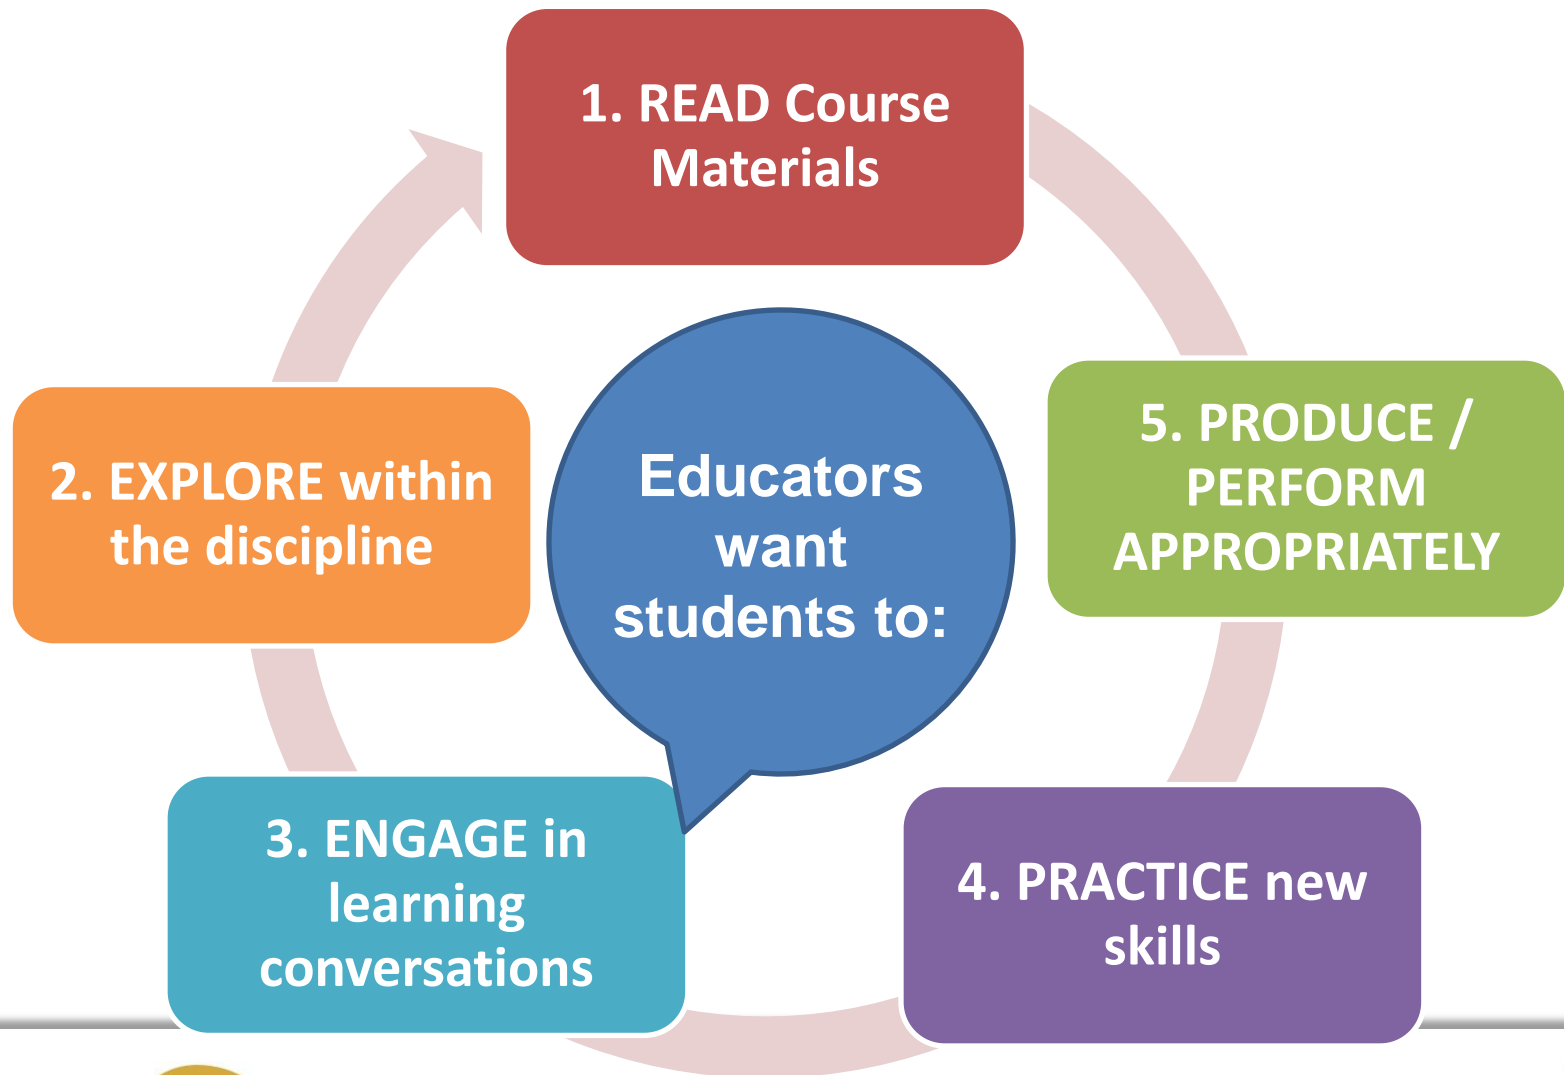 1. READ Course
Materials
2. EXPLORE within
the discipline
3. ENGAGE in
learning
conversations
4. PRACTICE new
skills
5. PRODUCE /
PERFORM
APPROPRIATELY
Educators
want
students to: